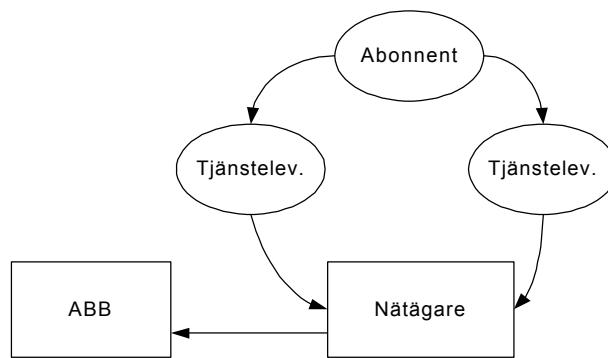 Abonnent
Tjänstelev.
Tjänstelev.
ABB
Nätägare